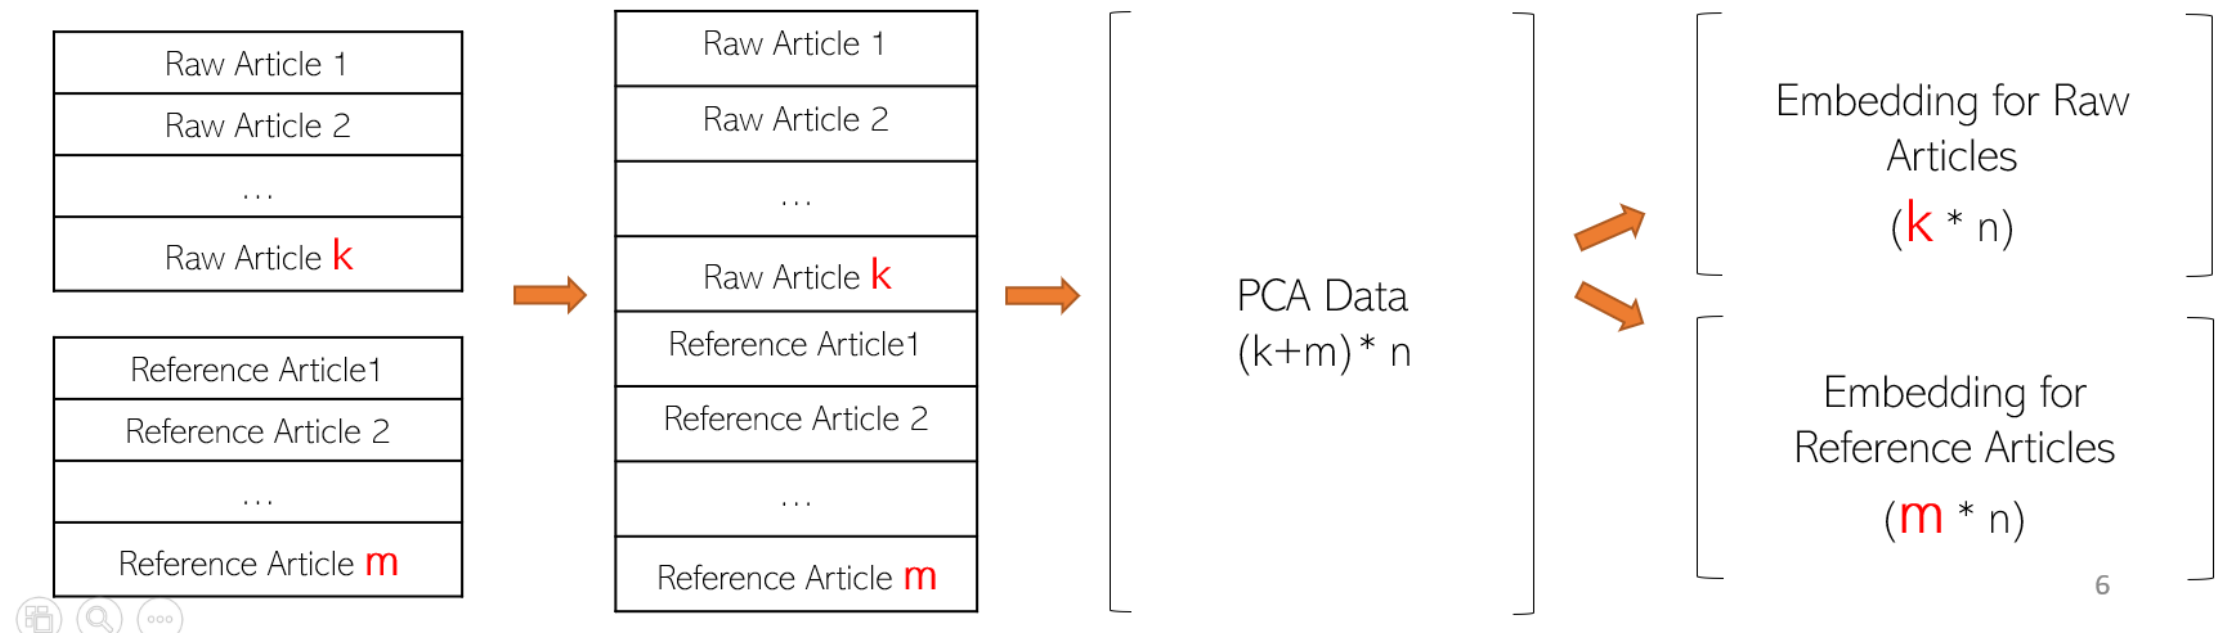 Raw Article 1
Raw Article 2
...
Raw Article k
Reference Article1
Reference Article 2
...
Reference Article m
Raw Article 1
Raw Article 2
...
Raw Article k
Reference Article1
Reference Article 2
...
Reference Article m
PCA Data
(k+m)* n
Embedding for Raw
Articles
(k * n)
Embedding for
Reference Articles
(m * n)
6